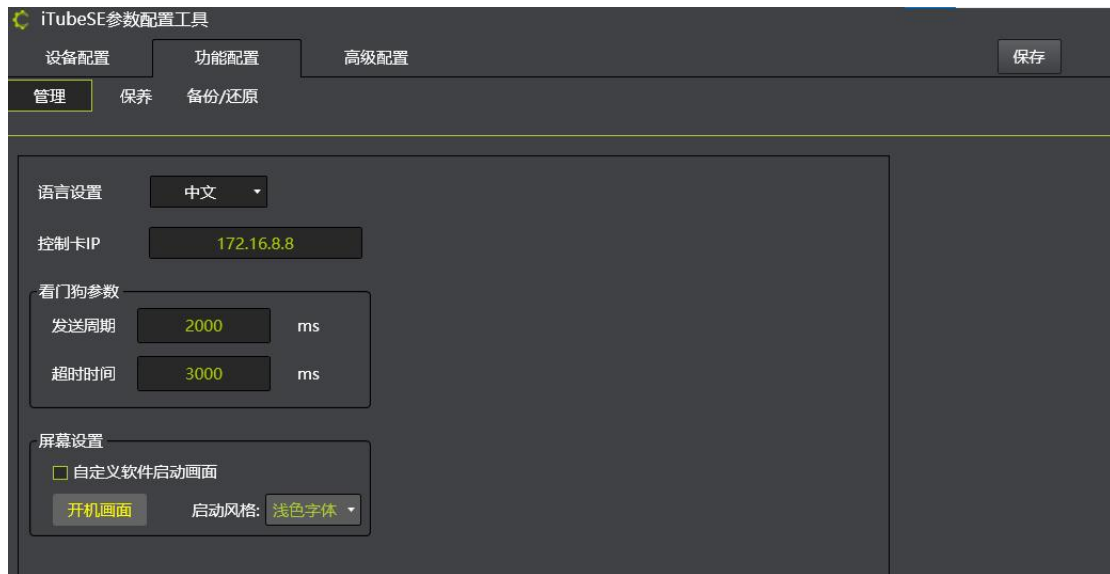 iTubeSE参数配置工具
设备配置 功能配置 高级配置 保存
管理 保养 备份/还原
语言设置 中文
控制卡IP 172.16.8.8
看门狗参数
发送周期 2000 ms
超时时间 3000 ms
屏幕设置
自定义软件启动画面
开机画面 启动风格: 浅色字体